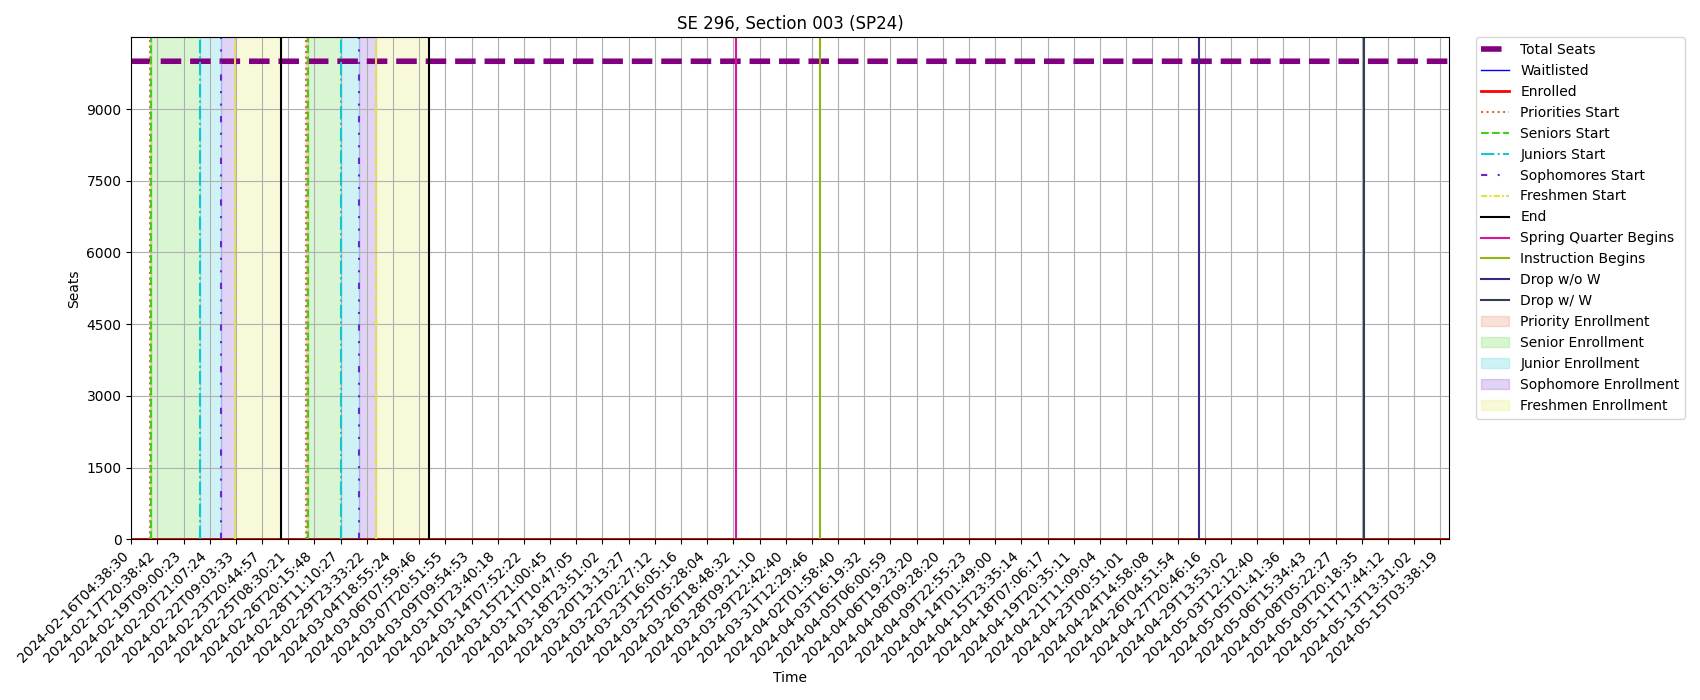 SE 296, Section 003 (SP24)
Seats
9000
7500
6000
4500
3000
1500
0
2024-02-16T04:38:30
2024-02-17T20:38:42
2024-02-19T09:00:23
2024-02-20T21:07:24
2024-02-22T09:03:33
2024-02-23T20:44:57
2024-02-25T08:30:21
2024-02-26T20:15:48
2024-02-28T11:10:27
2024-02-29T23:33:22
2024-03-04T18:55:24
2024-03-06T07:59:46
2024-03-07T20:51:55
2024-03-09T09:54:53
2024-03-10T23:40:18
2024-03-14T07:52:22
2024-03-15T21:00:45
2024-03-17T10:47:05
2024-03-18T23:51:02
2024-03-20T13:13:27
2024-03-22T02:27:12
2024-03-23T16:05:16
2024-03-25T05:28:04
2024-03-26T18:48:32
2024-03-28T09:21:10
2024-03-29T22:42:40
2024-03-31T12:29:46
2024-04-02T01:58:40
2024-04-03T16:19:32
2024-04-05T06:00:59
2024-04-06T19:23:20
2024-04-08T09:28:20
2024-04-09T22:55:23
2024-04-14T01:49:00
2024-04-15T23:35:14
2024-04-18T07:06:17
2024-04-19T20:35:11
2024-04-21T11:09:04
2024-04-23T00:51:01
2024-04-24T14:58:08
2024-04-26T04:51:54
2024-04-27T20:46:16
2024-04-29T13:53:02
2024-05-03T12:12:40
2024-05-05T01:41:36
2024-05-06T15:34:43
2024-05-08T05:22:27
2024-05-09T20:18:35
2024-05-11T17:44:12
2024-05-13T13:31:02
2024-05-15T03:38:19
Time
Total Seats
Waitlisted
Enrolled
Priorities Start
Seniors Start
Juniors Start
Sophomores Start
Freshmen Start
End
Spring Quarter Begins
Instruction Begins
Drop w/o W
Drop w/ W
Priority Enrollment
Senior Enrollment
Junior Enrollment
Sophomore Enrollment
Freshmen Enrollment